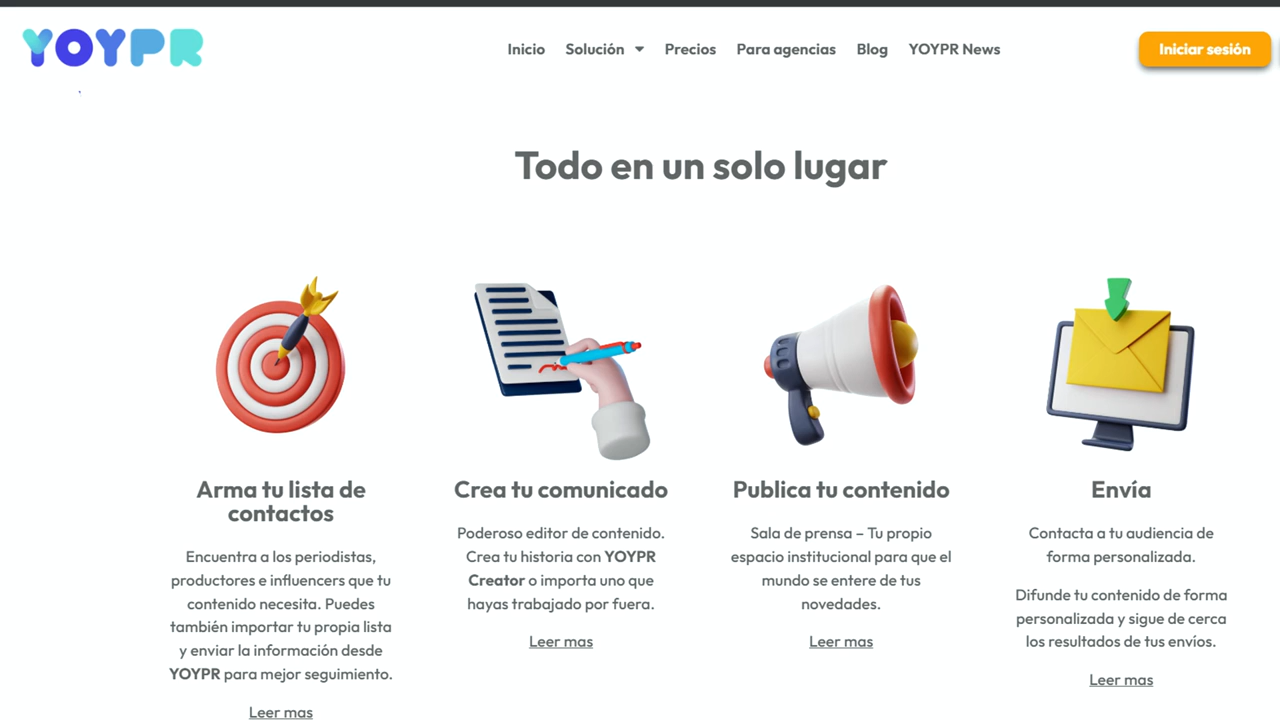 YOYPR
Inicio
Solución
Precios
Para agencias
Blog
YOYPR News
Iniciar sesión
Todo en un solo lugar
Arma tu lista de
contactos
Encuentra a los periodistas,
productores e influencers que tu
contenido necesita. Puedes
también importar tu propia lista
y enviar la información desde
YOYPR para mejor seguimiento.
Leer mas
Crea tu comunicado
Poderoso editor de contenido.
Crea tu historia con YOYPR
Creator o importa uno que
hayas trabajado por fuera.
Leer mas
Publica tu contenido
Sala de prensa – Tu propio
espacio institucional para que el
mundo se entere de tus
novedades.
Leer mas
Envía
Contacta a tu audiencia de
forma personalizada.
Difunde tu contenido de forma
personalizada y sigue de cerca
los resultados de tus envíos.
Leer mas